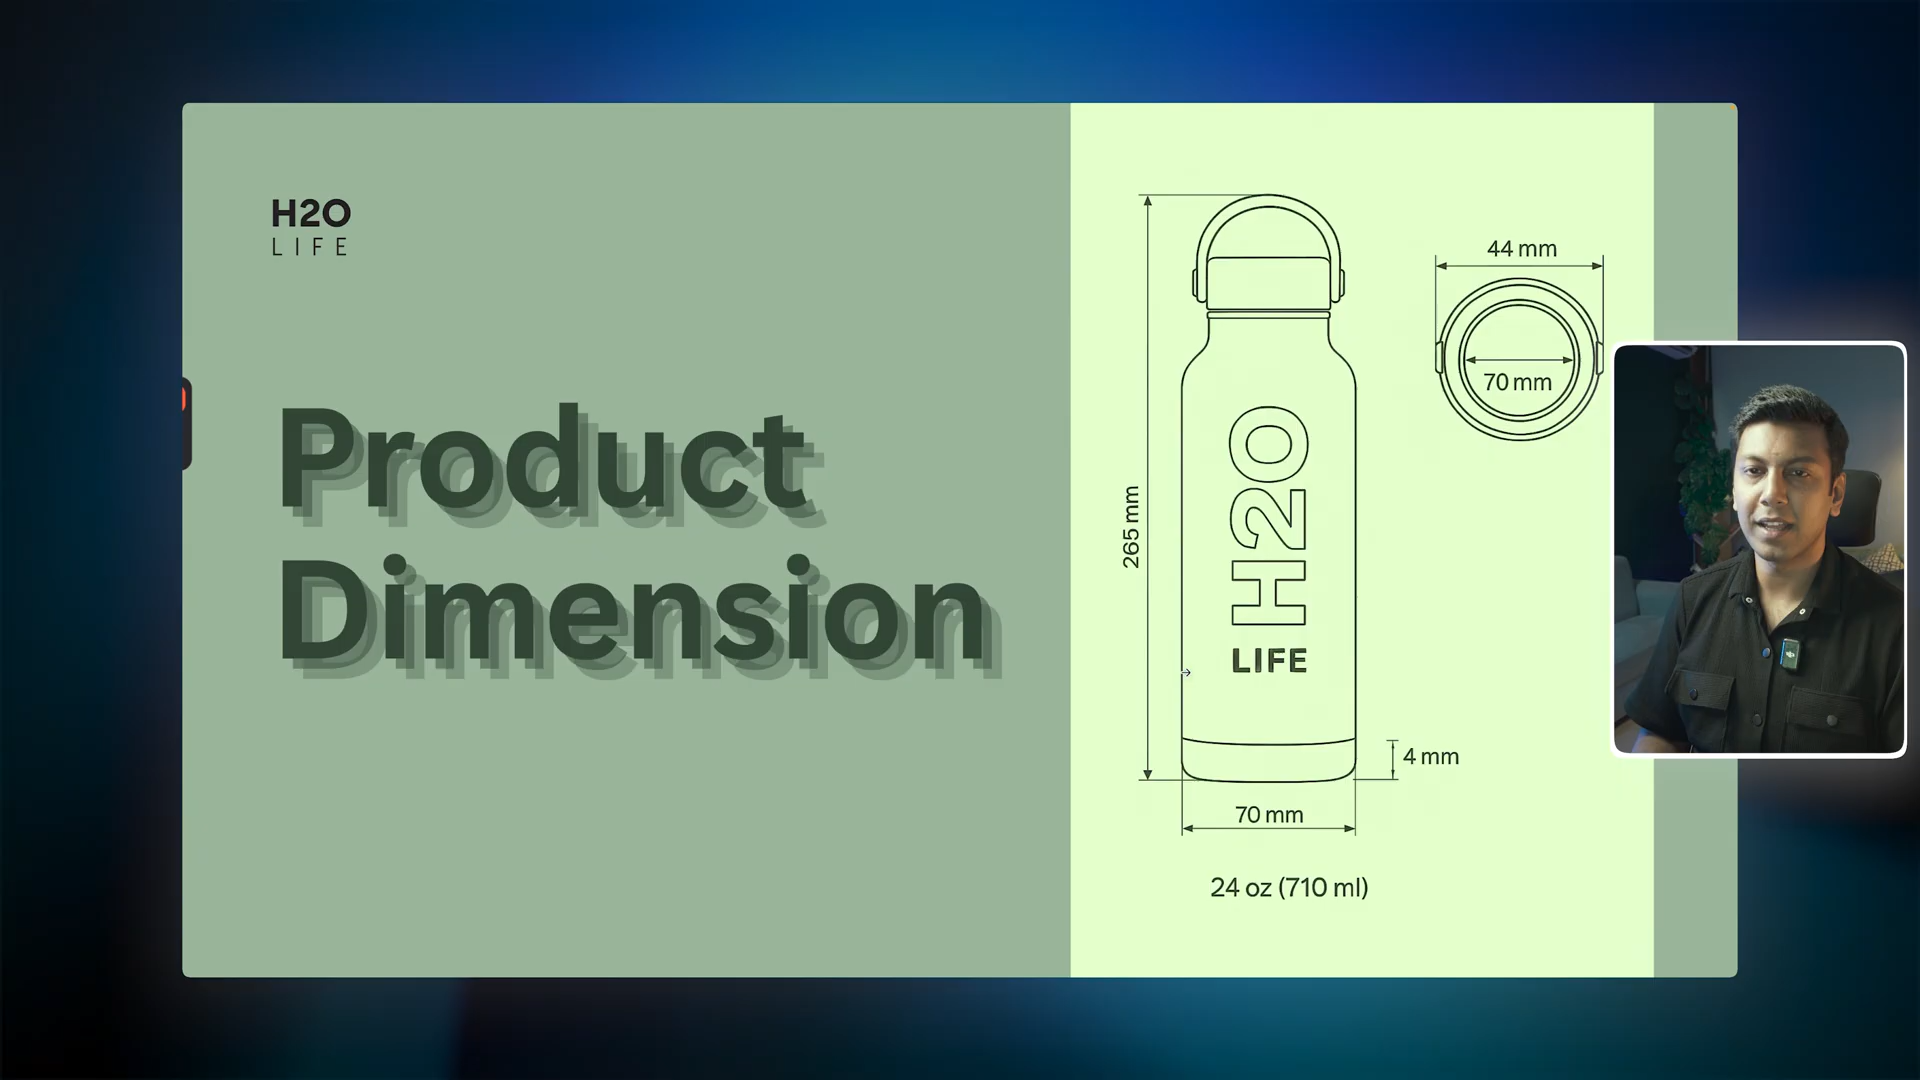 H2O
LIFE
Product
Dimension
44 mm
70 mm
265 mm
H2O
LIFE
4 mm
70 mm
24 oz (710 ml)